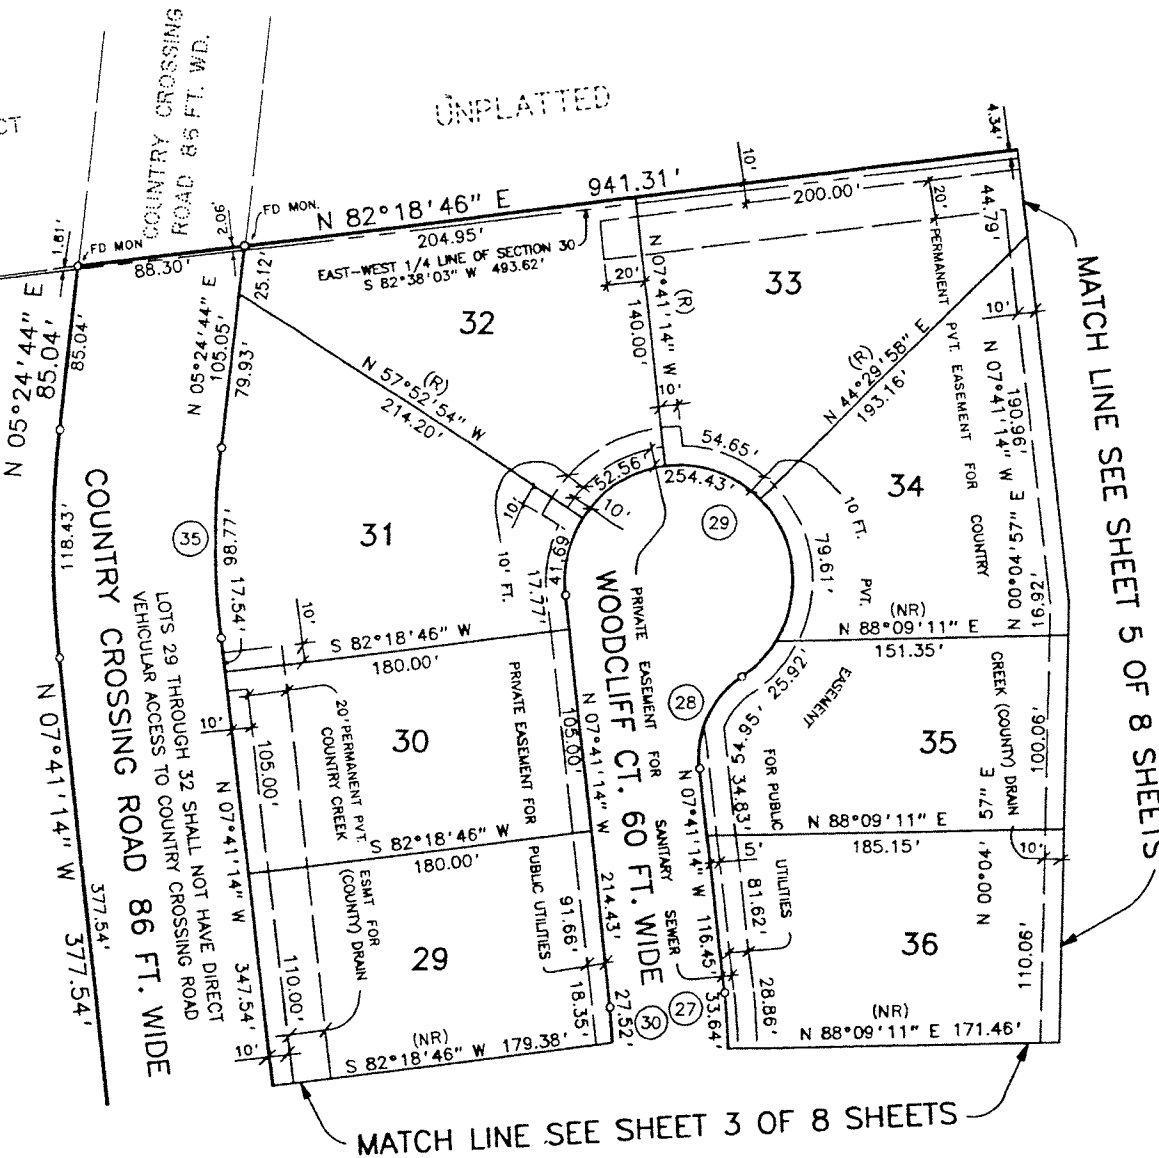 CT
COUNTRY CROSSING
ROAD 86 FT. WD.
UNPLATTED
4.34'
1.81'
FD MON
2.06'
FD MON.
N 82°18'46" E
941.31'
10'
200.00'
88.30'
204.95'
EAST-WEST 1/4 LINE OF SECTION 30
S 82°38'03" W 493.62'
N 05°24'44" E
85.04'
85.04'
N 05°24'44" E
105.05'
25.12'
79.93'
32
33
20'
N 07°41'14" W
(R)
140.00'
10'
20' PERMANENT PVT. EASEMENT FOR COUNTRY
CREEK (COUNTY) DRAIN
44.79'
10'
N 07°41'14" W
190.96'
MATCH LINE SEE SHEET 5 OF 8 SHEETS
(R)
N 57°52'54" W
214.20'
(R)
N 44°29'58" E
193.16'
52.56'
54.65'
254.43'
10'
10'
41.69'
17.77'
10' FT.
PRIVATE EASEMENT FOR
PUBLIC UTILITIES
29
10 FT. PVT. EASEMENT
FOR PUBLIC UTILITIES
34
79.61'
N 00°04'57" E
16.92'
118.43'
COUNTRY CROSSING ROAD 86 FT. WIDE
35
98.77'
17.54'
31
10'
LOTS 29 THROUGH 32 SHALL NOT HAVE DIRECT
VEHICULAR ACCESS TO COUNTRY CROSSING ROAD
S 82°18'46" W
180.00'
WOODCLIFF CT. 60 FT. WIDE
PRIVATE EASEMENT FOR SANITARY SEWER
(NR)
N 88°09'11" E
151.35'
25.92'
28
54.95'
S
34.83'
N 07°41'14" W
377.54'
377.54'
10'
105.00'
N 07°41'14" W
347.54'
20' PERMANENT PVT.
COUNTRY CREEK
ESMT FOR
(COUNTY) DRAIN
30
105.00'
N 07°41'14" W
214.43'
35
100.06'
N 00°04' 57" E
S 82°18'46" W
180.00'
N 07°41'14" W
116.45'
N 88°09'11" E
185.15'
5'
10'
81.62'
29
91.66'
18.35'
110.00'
10'
36
110.06'
27.52'
30
27
33.64'
28.86'
(NR)
S 82°18'46" W 179.38'
(NR)
N 88°09'11" E 171.46'
MATCH LINE SEE SHEET 3 OF 8 SHEETS